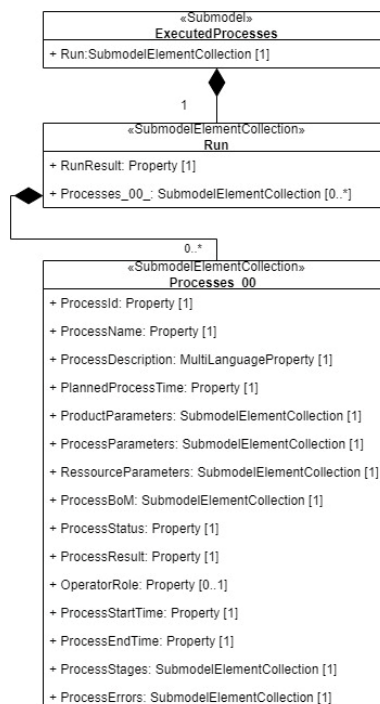 «Submodel»
ExecutedProcesses
+ Run:SubmodelElementCollection [1]
1
«SubmodelElementCollection»
Run
+ RunResult: Property [1]
+ Processes_00_: SubmodelElementCollection [0..*]
0..*
«SubmodelElementCollection»
Processes_00
+ ProcessId: Property [1]
+ ProcessName: Property [1]
+ ProcessDescription: MultiLanguageProperty [1]
+ PlannedProcessTime: Property [1]
+ ProductParameters: SubmodelElementCollection [1]
+ ProcessParameters: SubmodelElementCollection [1]
+ RessourceParameters: SubmodelElementCollection [1]
+ ProcessBoM: SubmodelElementCollection [1]
+ ProcessStatus: Property [1]
+ ProcessResult: Property [1]
+ OperatorRole: Property [0..1]
+ ProcessStartTime: Property [1]
+ ProcessEndTime: Property [1]
+ ProcessStages: SubmodelElementCollection [1]
+ ProcessErrors: SubmodelElementCollection [1]